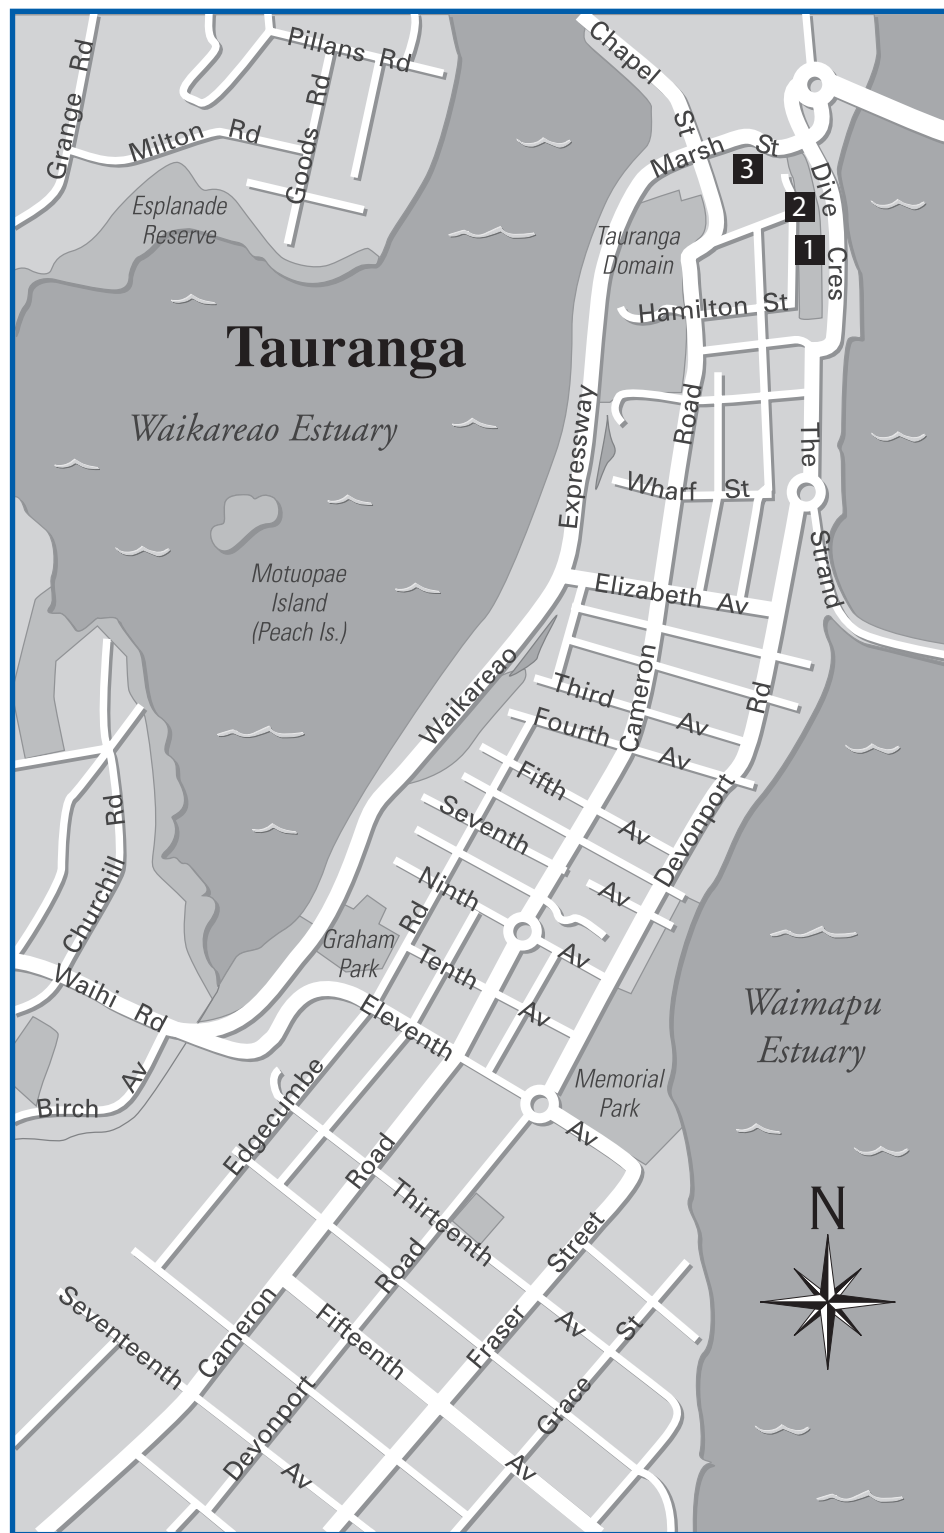 Pillans Rd
Grange Rd
Milton Rd
Goods Rd
Chapel St
Marsh St
Dive Cres
3
2
1
Esplanade
Reserve
Tauranga
Domain
Hamilton St
Tauranga
Waikareao Estuary
Road
The
Strand
Expressway
Wharf St
Motuopae
Island
(Peach Is.)
Elizabeth Av
Waikareao
Cameron
Rd
Third Av
Fourth Av
Fifth Av
Devonport
Seventh Av
Ninth Av
Rd
Churchill Rd
Graham
Park
Tenth Av
Waihi Rd
Eleventh Av
Waimapu
Estuary
Memorial
Park
Birch Av
Edgecumbe
Road
Thirteenth Av
Road
Fraser Street
N
Seventeenth Av
Cameron
Fifteenth Av
Grace St
Devonport